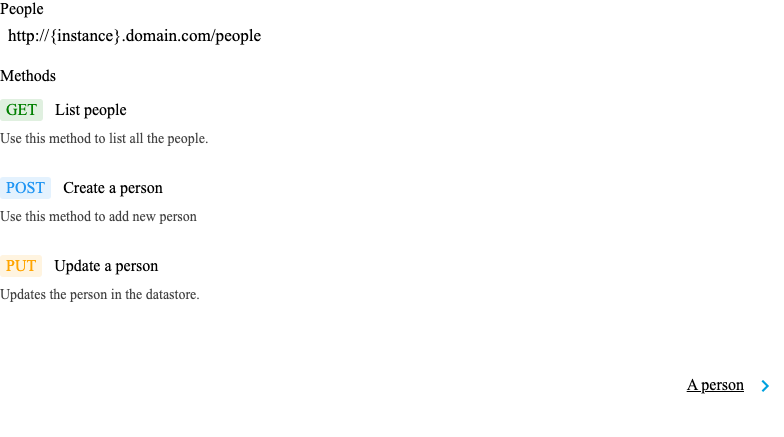 People
http://{instance}.domain.com/people
Methods
GET List people
Use this method to list all the people.
POST Create a person
Use this method to add new person
PUT Update a person
Updates the person in the datastore.
A person